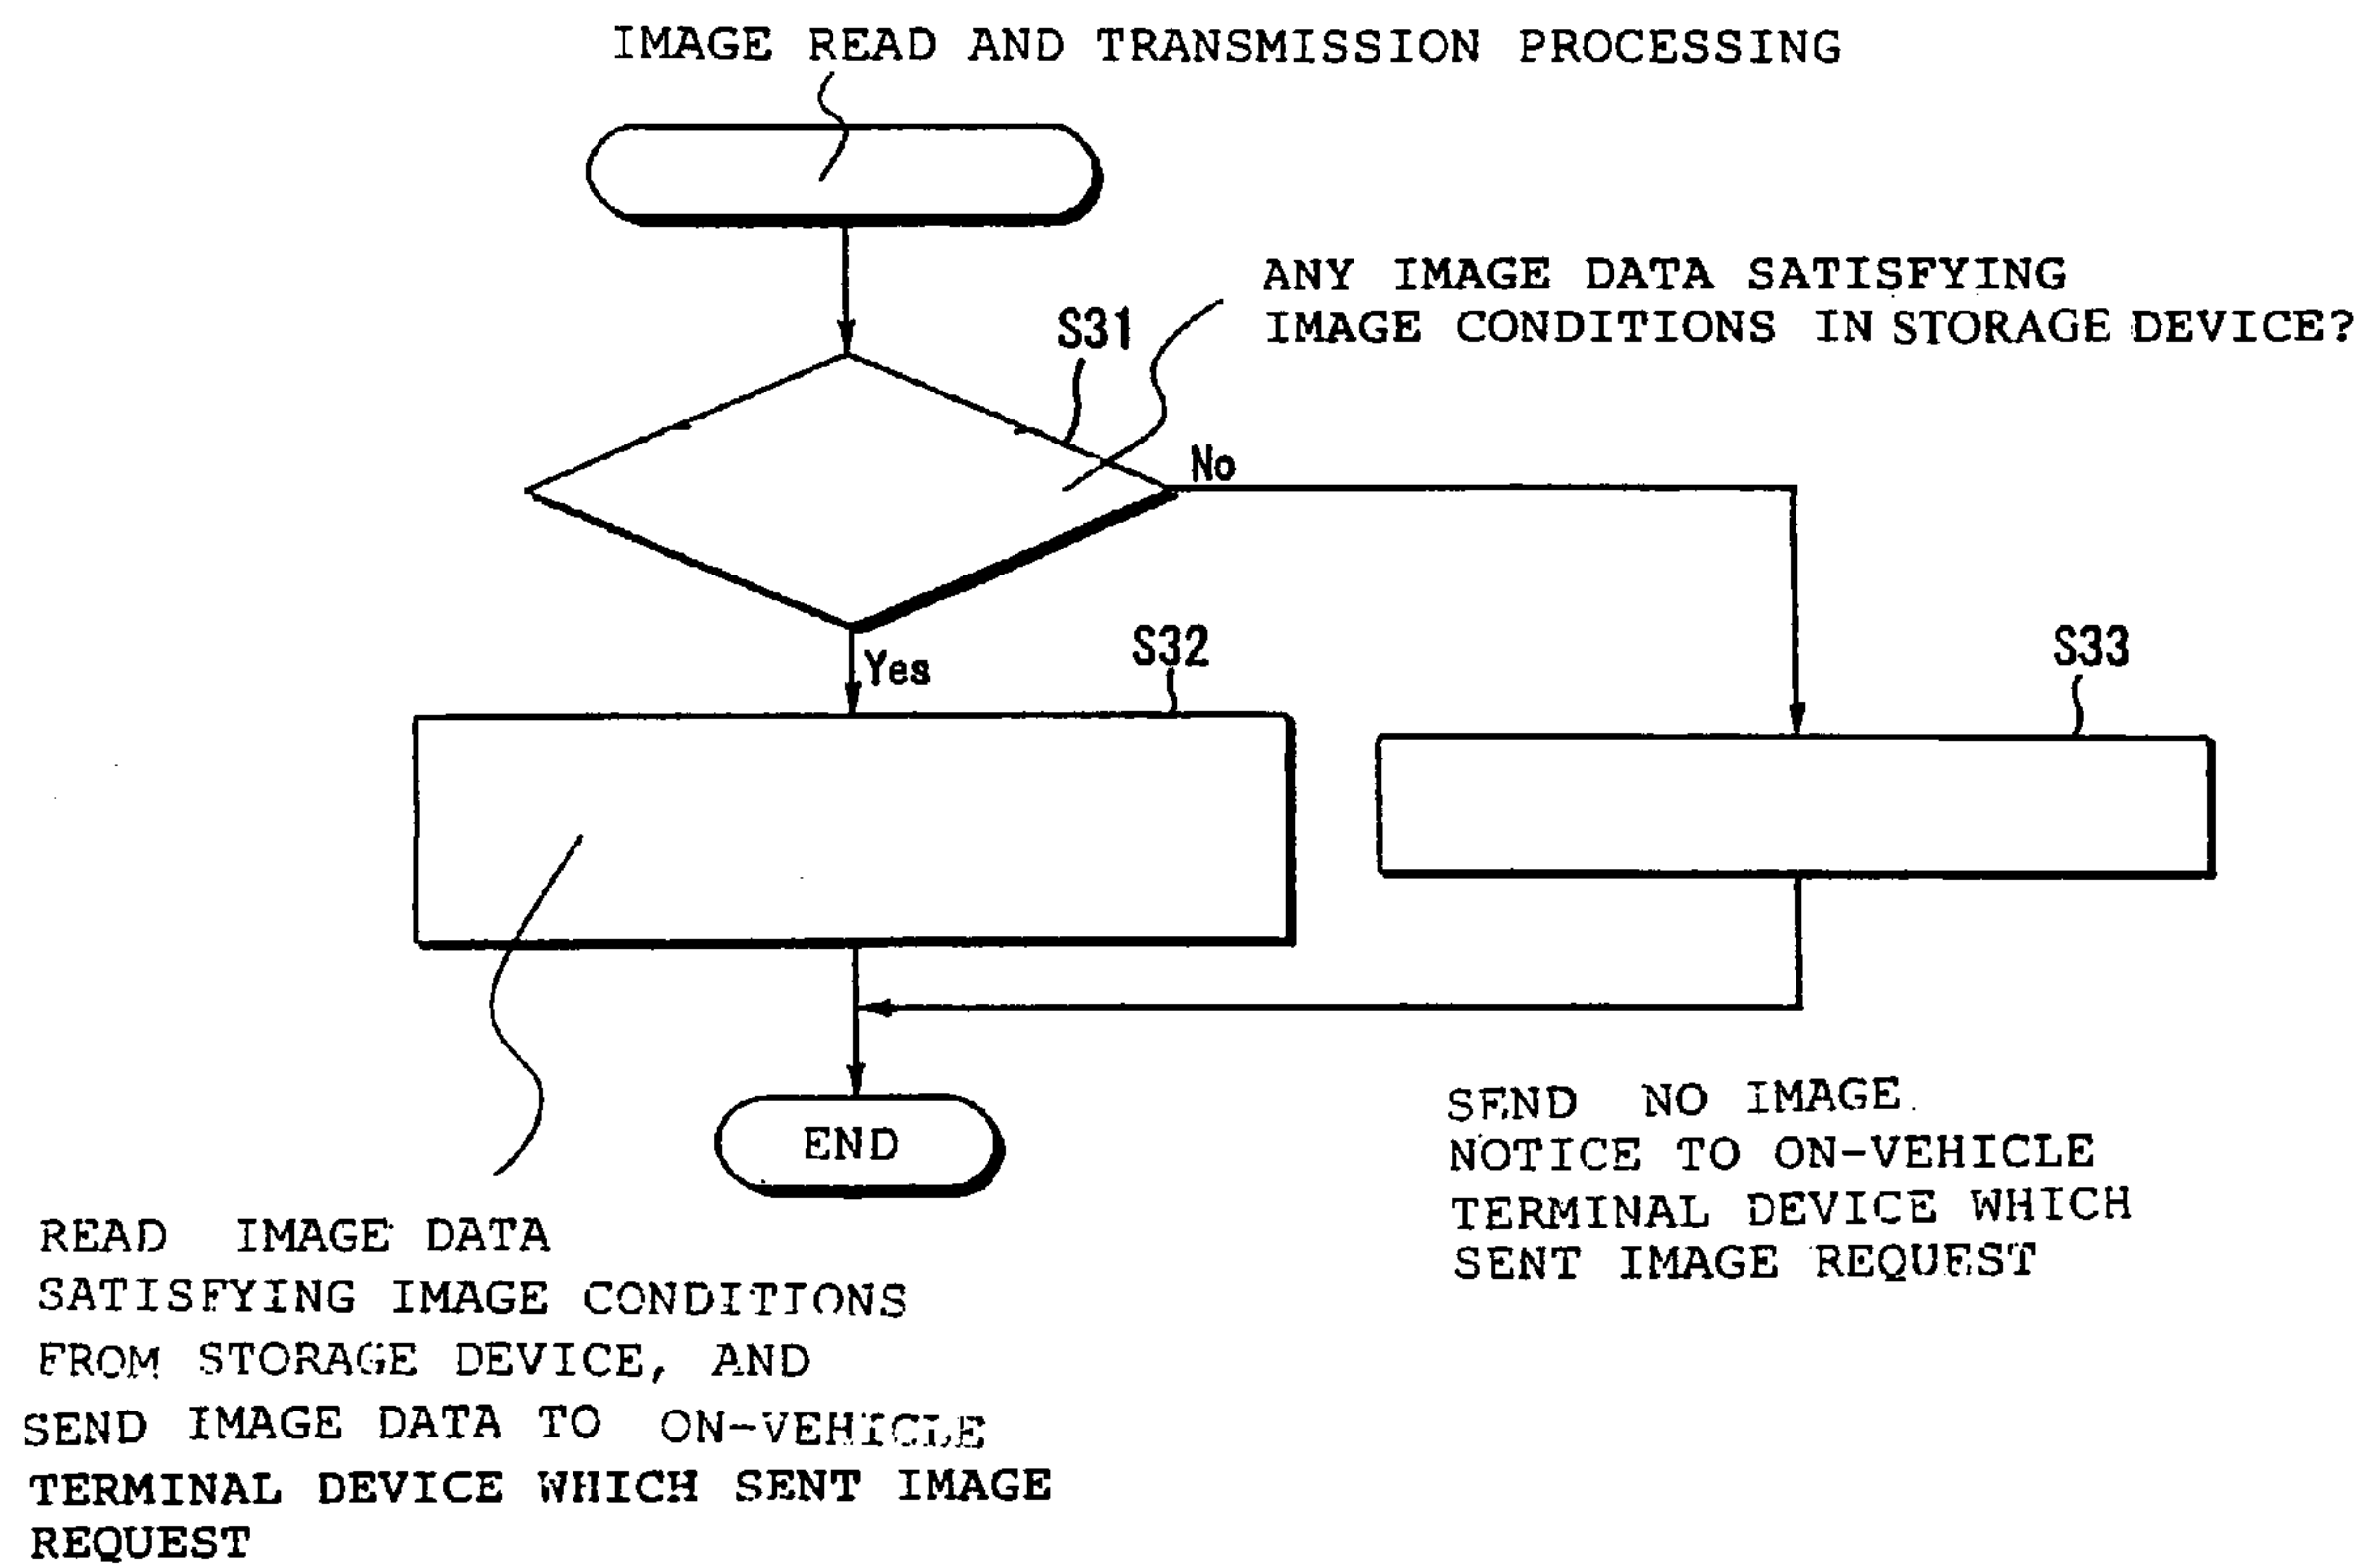 IMAGE READ AND TRANSMISSION PROCESSING
ANY IMAGE DATA SATISFYING
IMAGE CONDITIONS IN STORAGE DEVICE?
S31
No
Yes
S32
S33
END
SEND NO IMAGE
NOTICE TO ON-VEHICLE
TERMINAL DEVICE WHICH
SENT IMAGE REQUEST
READ IMAGE DATA
SATISFYING IMAGE CONDITIONS
FROM STORAGE DEVICE, AND
SEND IMAGE DATA TO ON-VEHICLE
TERMINAL DEVICE WHICH SENT IMAGE
REQUEST